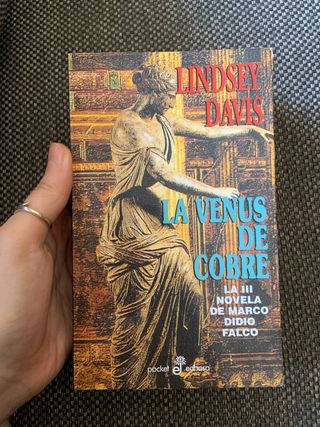 LINDSEY
DAVIS
LA VENUS
DE
COBRE
LA III
NOVELA
DE MARCO
DIDIO
FALCO
pocket edhasa